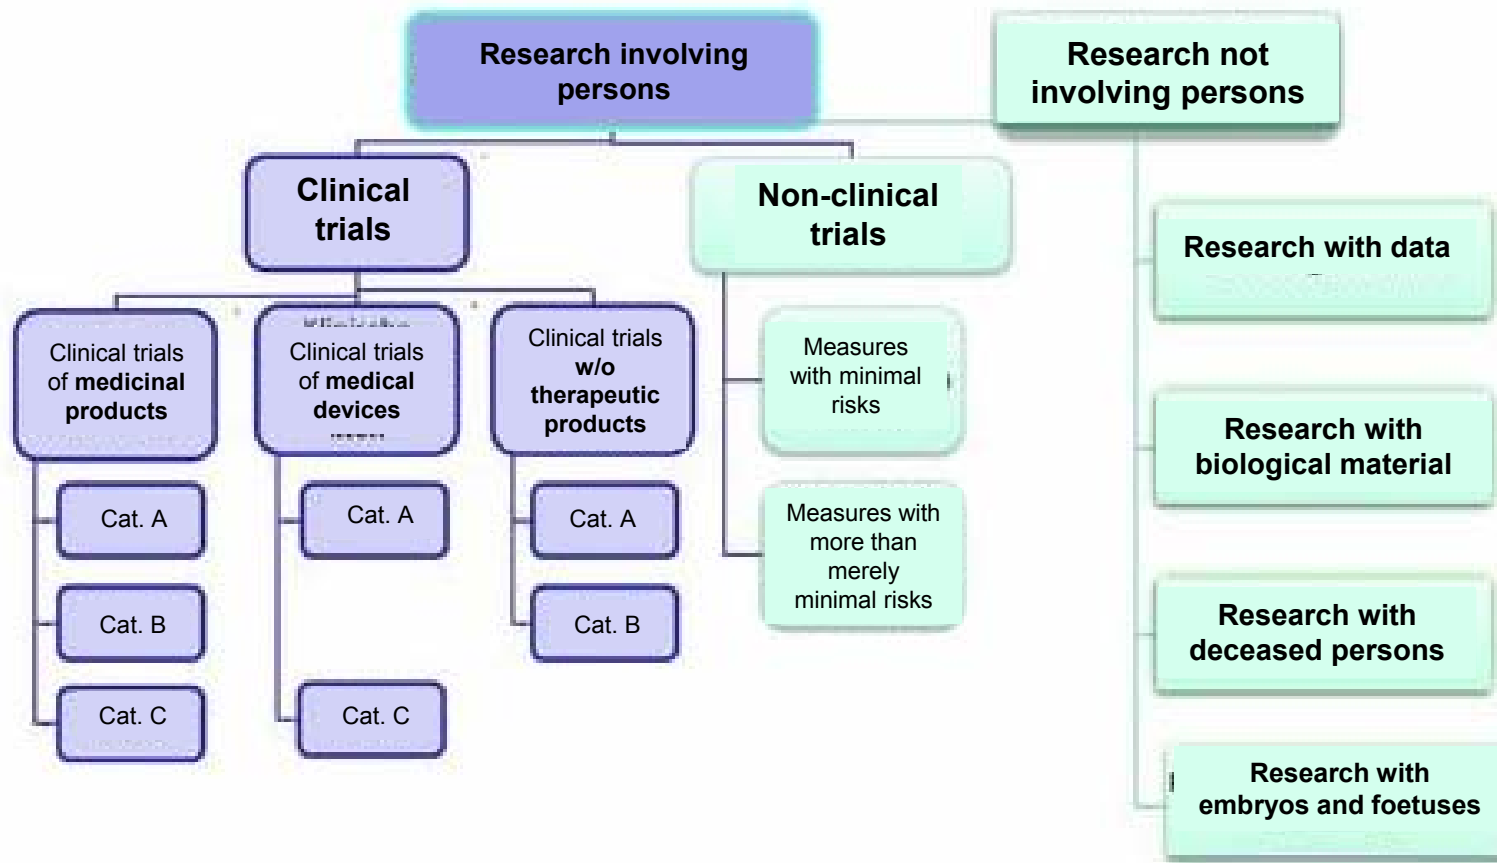 Research involving
persons
Research not
involving persons
Clinical
trials
Non-clinical
trials
Clinical trials
of medicinal
products
Clinical trials
of medical
devices
Clinical trials
w/o
therapeutic
products
Cat. A
Cat. B
Cat. C
Cat. A
Cat. C
Cat. A
Cat. B
Measures
with minimal
risks
Measures with
more than
merely
minimal risks
Research with data
Research with
biological material
Research with
deceased persons
Research with
embryos and foetuses